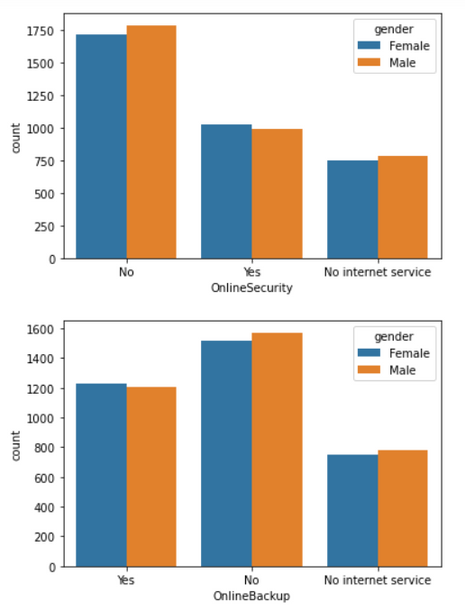 1750
1500
1250
1000
750
500
250
0
count
gender
Female
Male
No Yes No internet service
OnlineSecurity
1600
1400
1200
1000
800
600
400
200
0
count
gender
Female
Male
Yes No No internet service
OnlineBackup